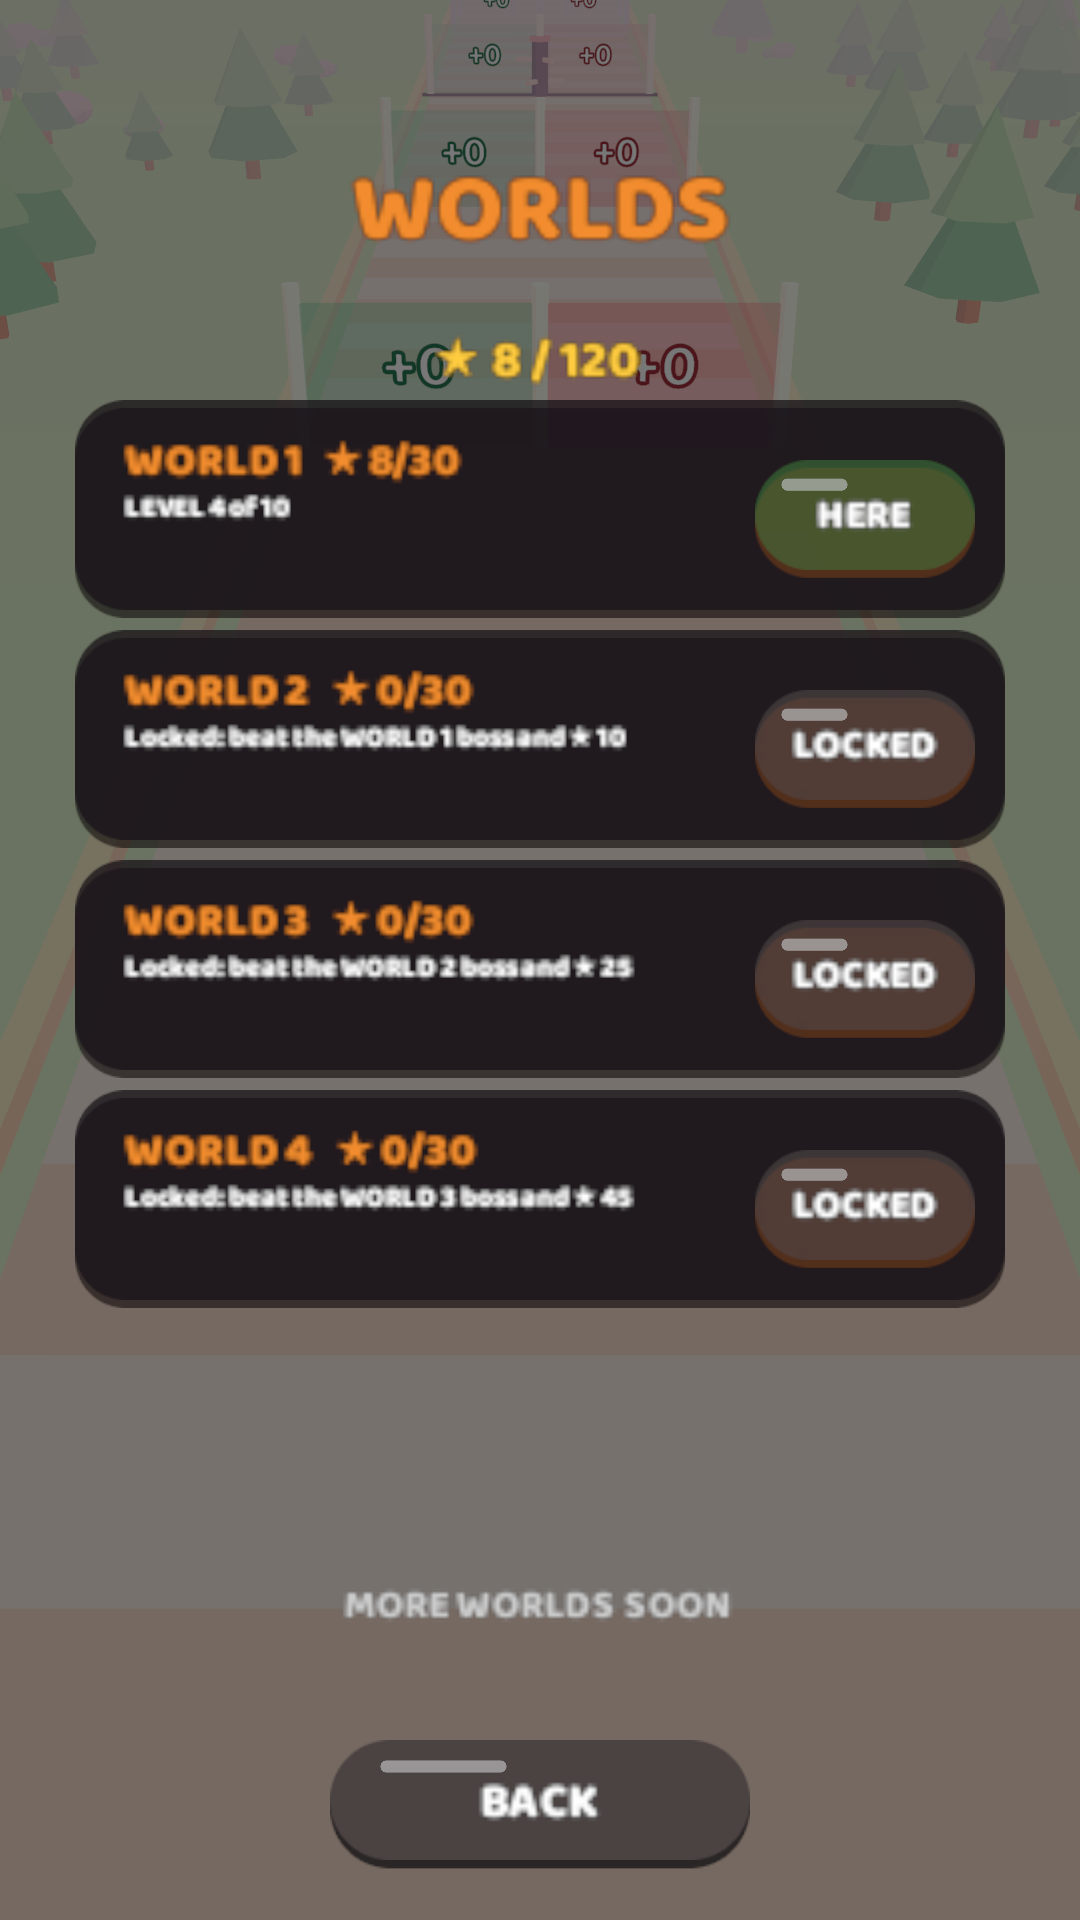 +0 +0
+0 +0
+0 +0
WORLDS
+0 ★ 8 / 120 +0
WORLD 1 ★ 8/30
LEVEL 4 of 10
HERE
WORLD 2 ★ 0/30
Locked: beat the WORLD 1 boss and ★ 10
LOCKED
WORLD 3 ★ 0/30
Locked: beat the WORLD 2 boss and ★ 25
LOCKED
WORLD 4 ★ 0/30
Locked: beat the WORLD 3 boss and ★ 45
LOCKED
MORE WORLDS SOON
BACK